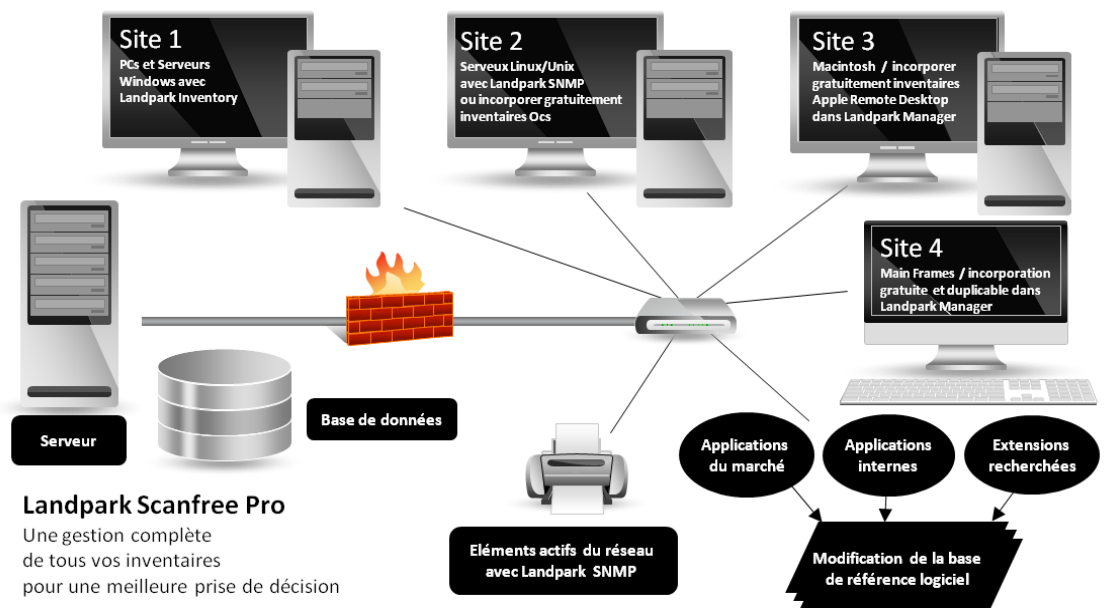 Site 1
PCs et Serveurs
Windows avec
Landpark Inventory
Site 2
Serveux Linux/Unix
avec Landpark SNMP
ou incorporer gratuitement
inventaires Ocs
Site 3
Macintosh / incorporer
gratuitement inventaires
Apple Remote Desktop
dans Landpark Manager
Site 4
Main Frames / incorporation
gratuite et duplicable dans
Landpark Manager
Serveur
Base de données
Applications
du marché
Applications
internes
Extensions
recherchées
Landpark Scanfree Pro
Une gestion complète
de tous vos inventaires
pour une meilleure prise de décision
Eléments actifs du réseau
avec Landpark SNMP
Modification de la base
de référence logiciel